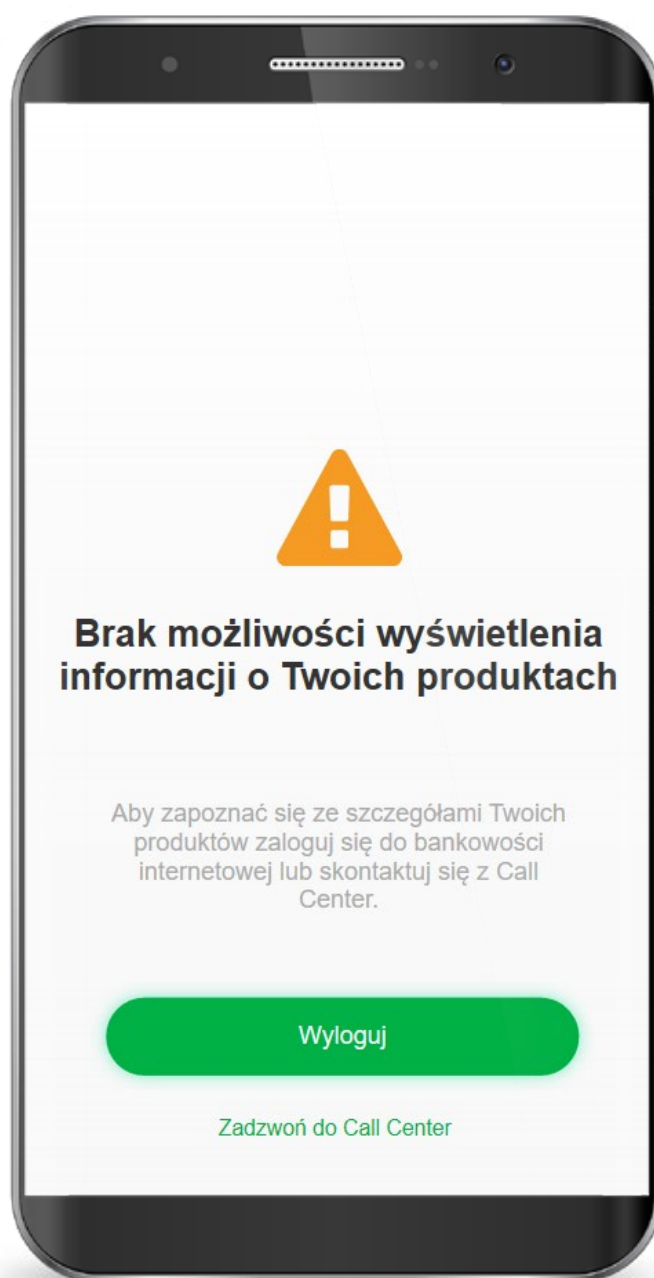 Brak możliwości wyświetlenia
informacji o Twoich produktach
Aby zapoznać się ze szczegółami Twoich
produktów zaloguj się do bankowości
internetowej lub skontaktuj się z Call
Center.
Wyloguj
Zadzwoń do Call Center